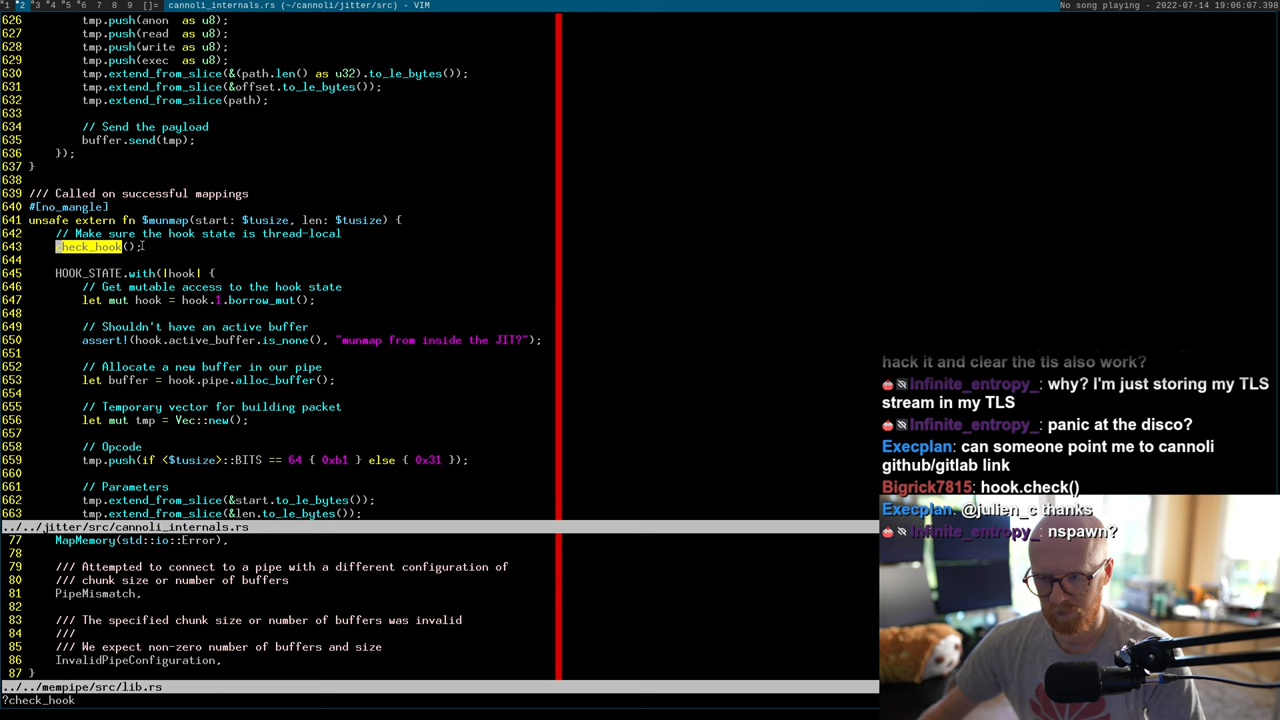 1 2 3 4 5 6 7 8 9 []= cannoli_internals.rs (~/cannoli/jitter/src) - VIM No song playing - 2022-07-14 19:06:07.398
626 tmp.push(anon as u8);
627 tmp.push(read as u8);
628 tmp.push(write as u8);
629 tmp.push(exec as u8);
630 tmp.extend_from_slice(&(path.len() as u32).to_le_bytes());
631 tmp.extend_from_slice(&offset.to_le_bytes());
632 tmp.extend_from_slice(path);
633
634 // Send the payload
635 buffer.send(tmp);
636 });
637 }
638
639 /// Called on successful mappings
640 #[no_mangle]
641 unsafe extern fn $munmap(start: $tusize, len: $tusize) {
642 // Make sure the hook state is thread-local
643 check_hook();
644
645 HOOK_STATE.with(|hook| {
646 // Get mutable access to the hook state
647 let mut hook = hook.1.borrow_mut();
648
649 // Shouldn't have an active buffer
650 assert!(hook.active_buffer.is_none(), "munmap from inside the JIT?");
651
652 // Allocate a new buffer in our pipe
653 let buffer = hook.pipe.alloc_buffer();
654
655 // Temporary vector for building packet
656 let mut tmp = Vec::new();
657
658 // Opcode
659 tmp.push(if <$tusize>::BITS == 64 { 0xb1 } else { 0x31 });
660
661 // Parameters
662 tmp.extend_from_slice(&start.to_le_bytes());
663 tmp.extend_from_slice(&len.to_le_bytes());
../../jitter/src/cannoli_internals.rs
77 MapMemory(std::io::Error),
78
79 /// Attempted to connect to a pipe with a different configuration of
80 /// chunk size or number of buffers
81 PipeMismatch,
82
83 /// The specified chunk size or number of buffers was invalid
84 ///
85 /// We expect non-zero number of buffers and size
86 InvalidPipeConfiguration,
87 }
../../mempipe/src/lib.rs
?check_hook
hack it and clear the tls also work?
Infinite_entropy_: why? I'm just storing my TLS
stream in my TLS
Infinite_entropy_: panic at the disco?
Execplan: can someone point me to cannoli
github/gitlab link
Bigrick7815: hook.check()
Execplan: @julien_c thanks
Infinite_entropy_: nspawn?